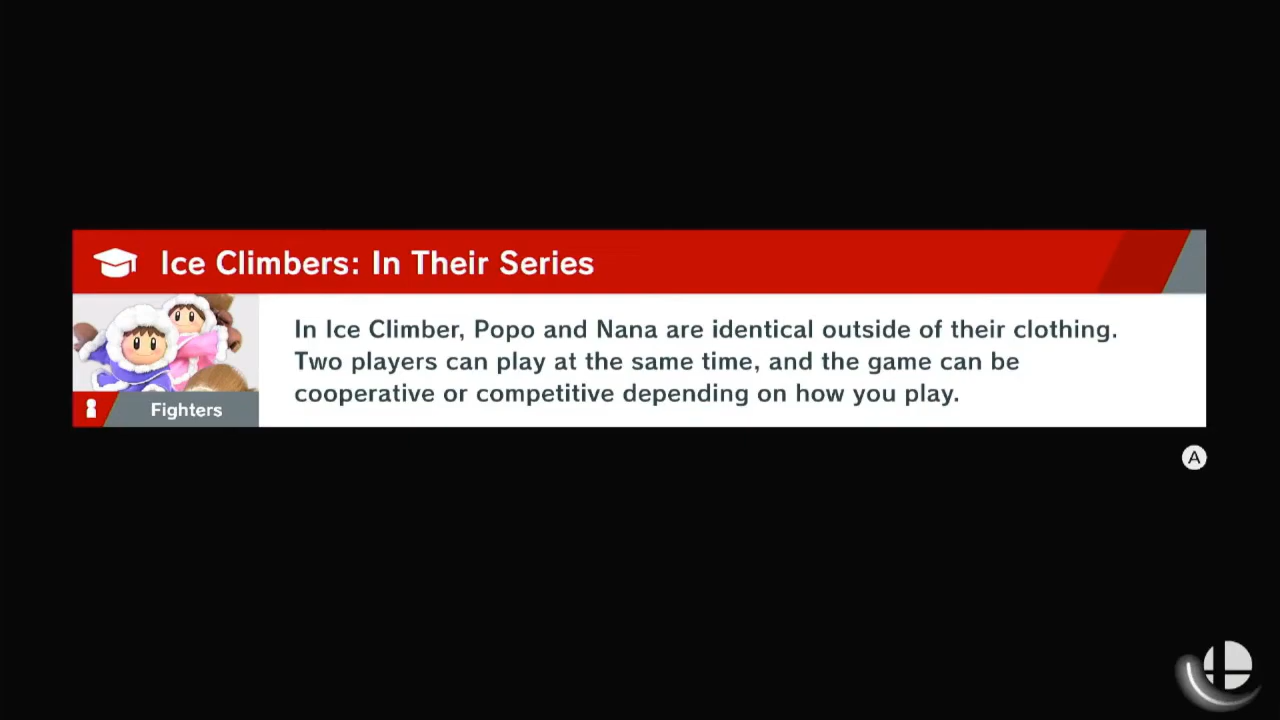 Ice Climbers: In Their Series
In Ice Climber, Popo and Nana are identical outside of their clothing.
Two players can play at the same time, and the game can be
cooperative or competitive depending on how you play.
Fighters
A